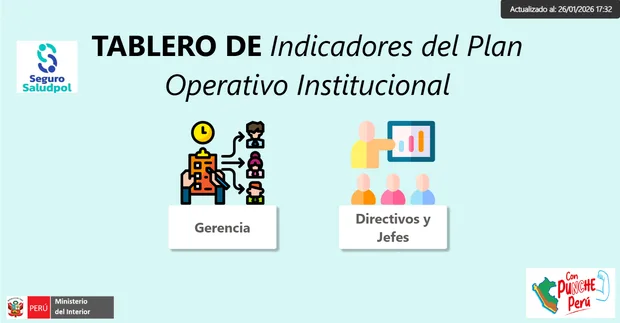 Actualizado al: 26/01/2026 17:32
TABLERO DE Indicadores del Plan
Operativo Institucional
Seguro
Saludpol
Gerencia
Directivos y
Jefes
PERÚ
Ministerio
del Interior
Con
PUNCHE
Perú